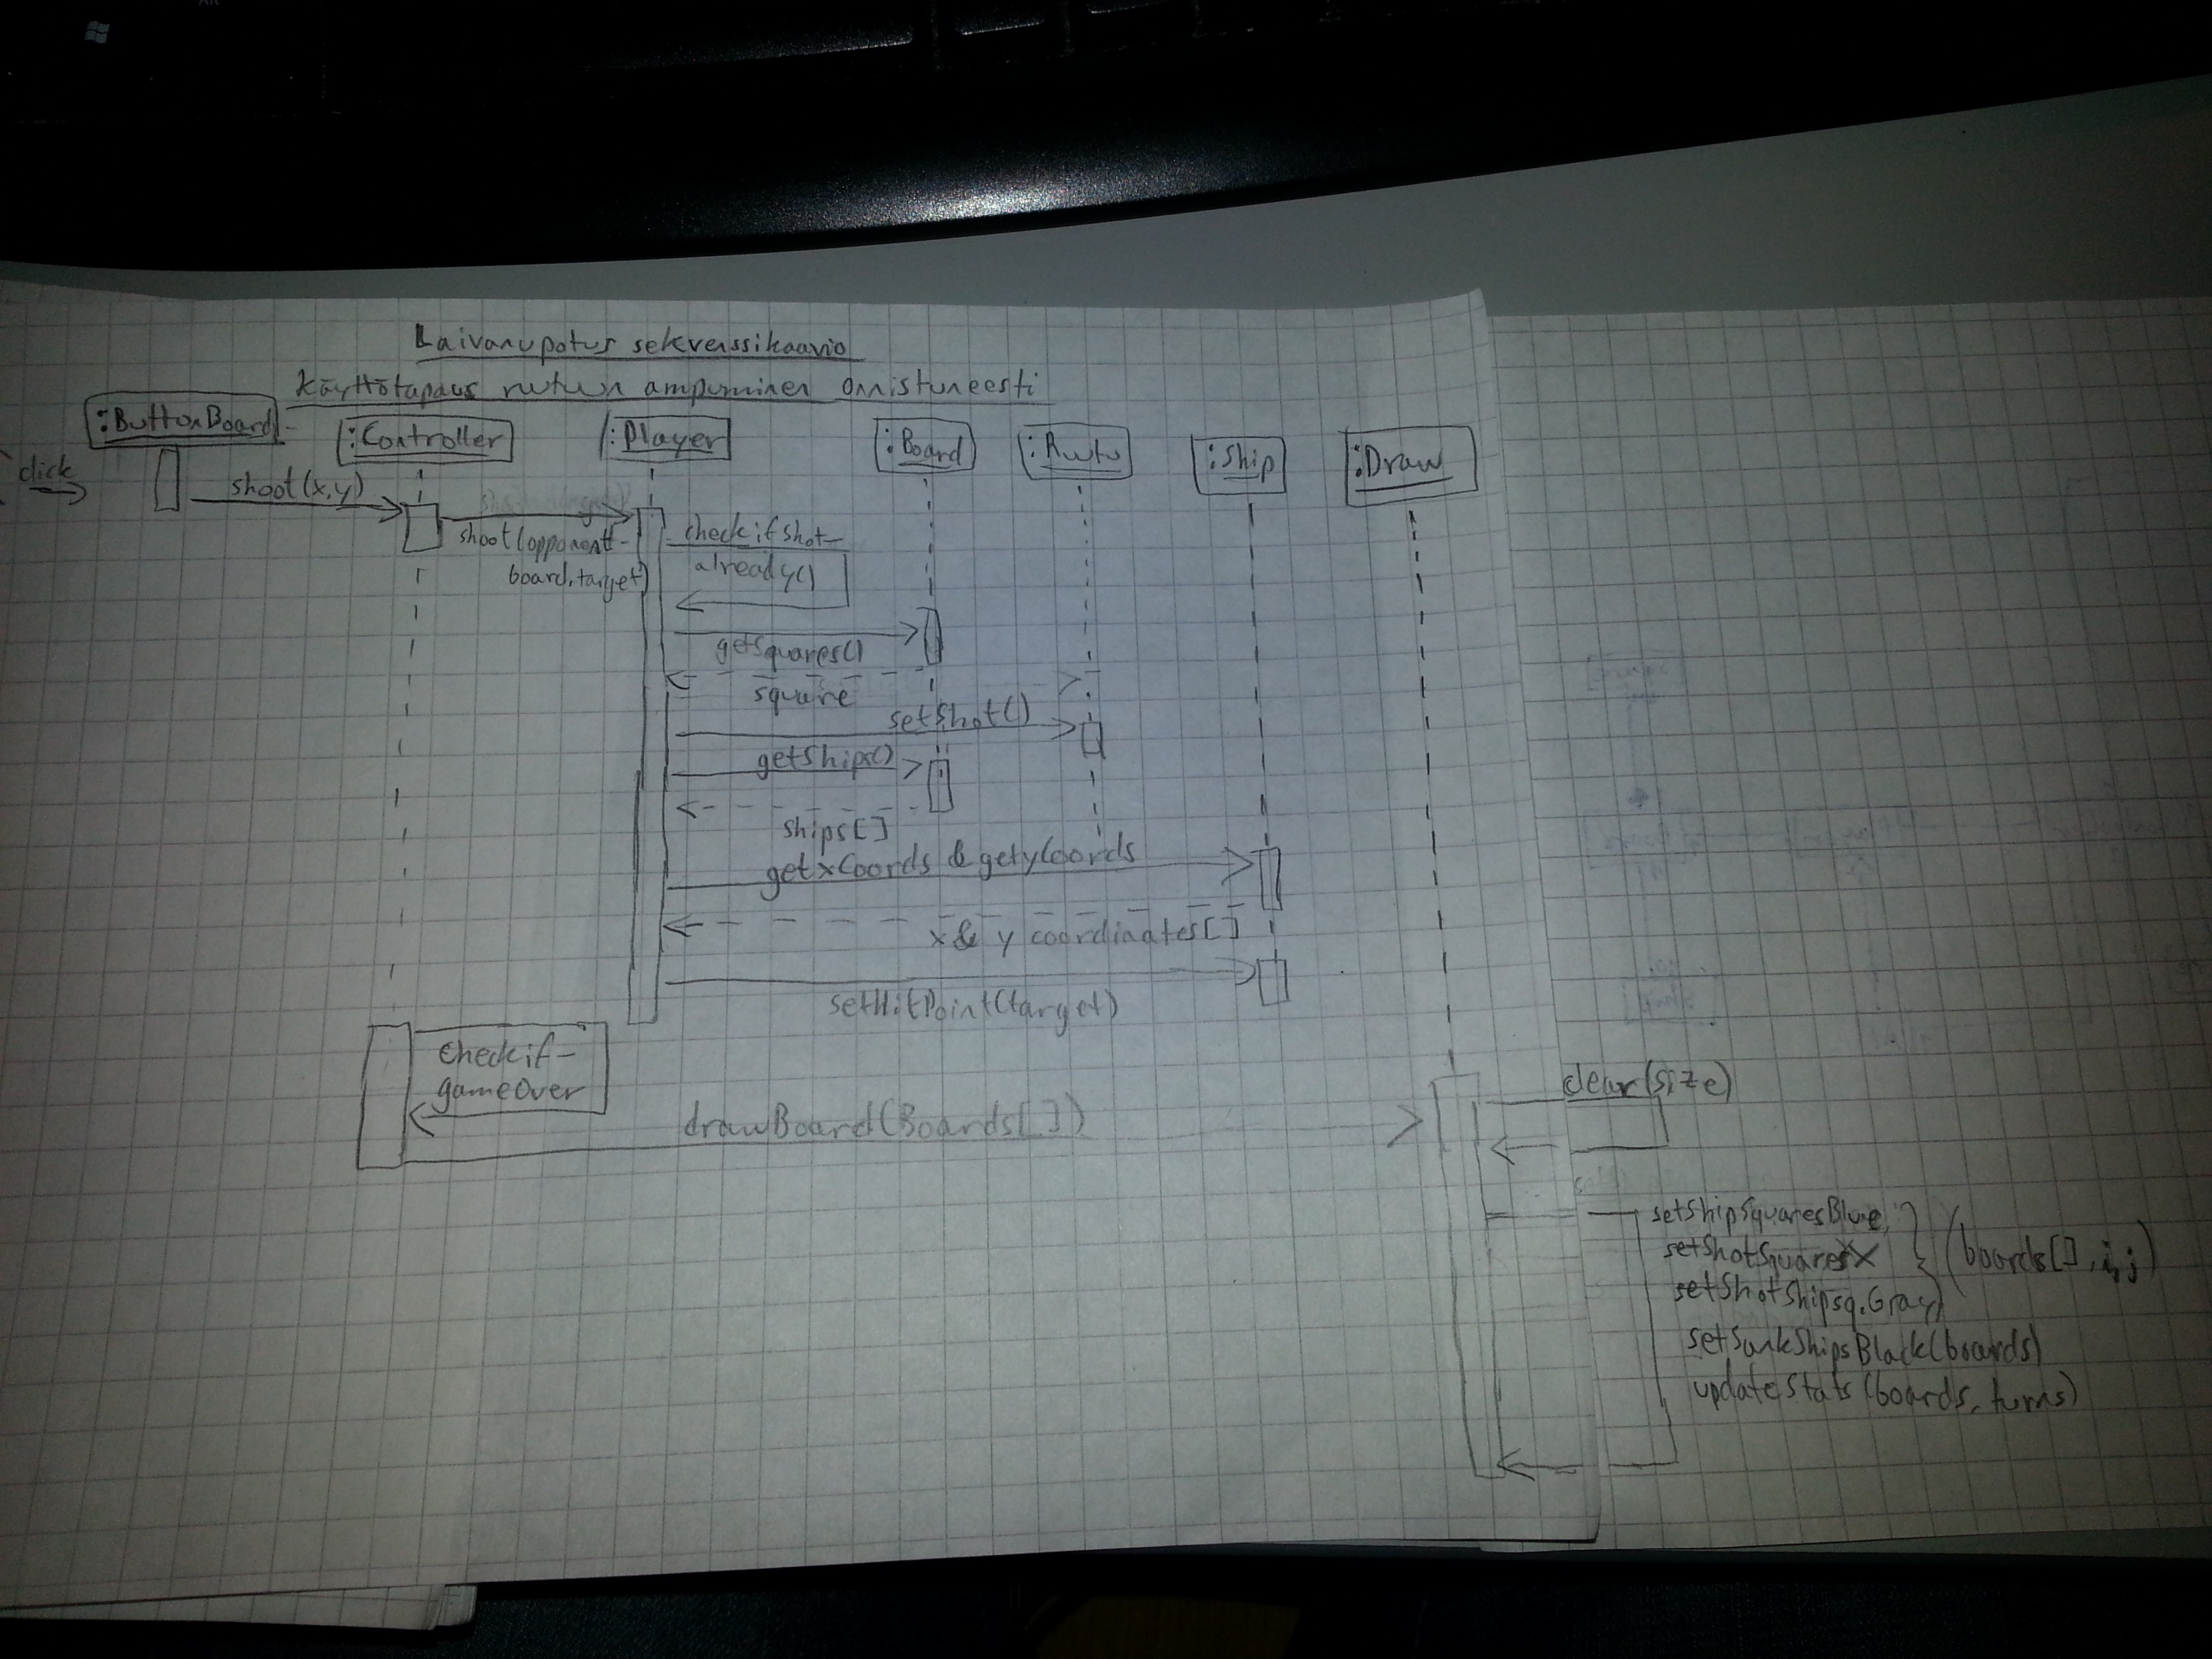 Laivanupotus sekvenssikaavio
Käyttötapaus ruutuun ampuminen onnistuneesti
:ButtonBoard
:Controller
:Player
:Board
:Ruutu
:Ship
:Draw
click
shoot(x,y)
shoot(opponent-
board,target)
checkifShot-
already()
getSquares()
square
setShot()
getShips()
ships[]
getxCoords & getyCoords
x & y coordinates[]
setHitPoint(target)
checkif-
gameOver
drawBoard(Boards[])
clear(size)
setShipSquaresBlue,
setShotSquaresX } (boards[], i, j)
setShotShipsq.Gray
setSunkShipsBlack(boards)
updateStats(boards, turns)